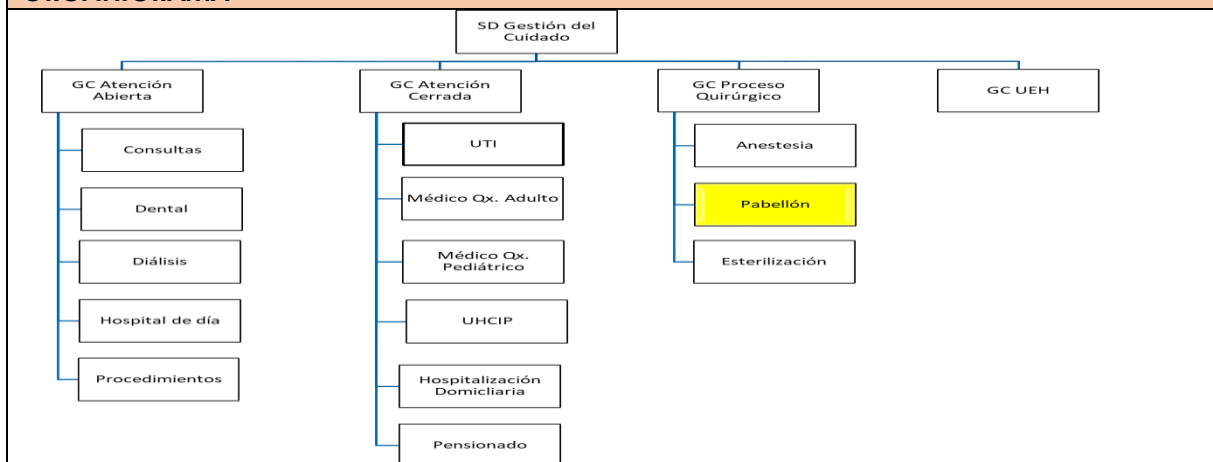 ORGANIGRAMA
SD Gestión del
Cuidado
GC Atención
Abierta
GC Atención
Cerrada
GC Proceso
Quirúrgico
GC UEH
Consultas
Dental
Diálisis
Hospital de día
Procedimientos
UTI
Médico Qx. Adulto
Médico Qx.
Pediátrico
UHCIP
Hospitalización
Domicliaria
Pensionado
Anestesia
Pabellón
Esterilización